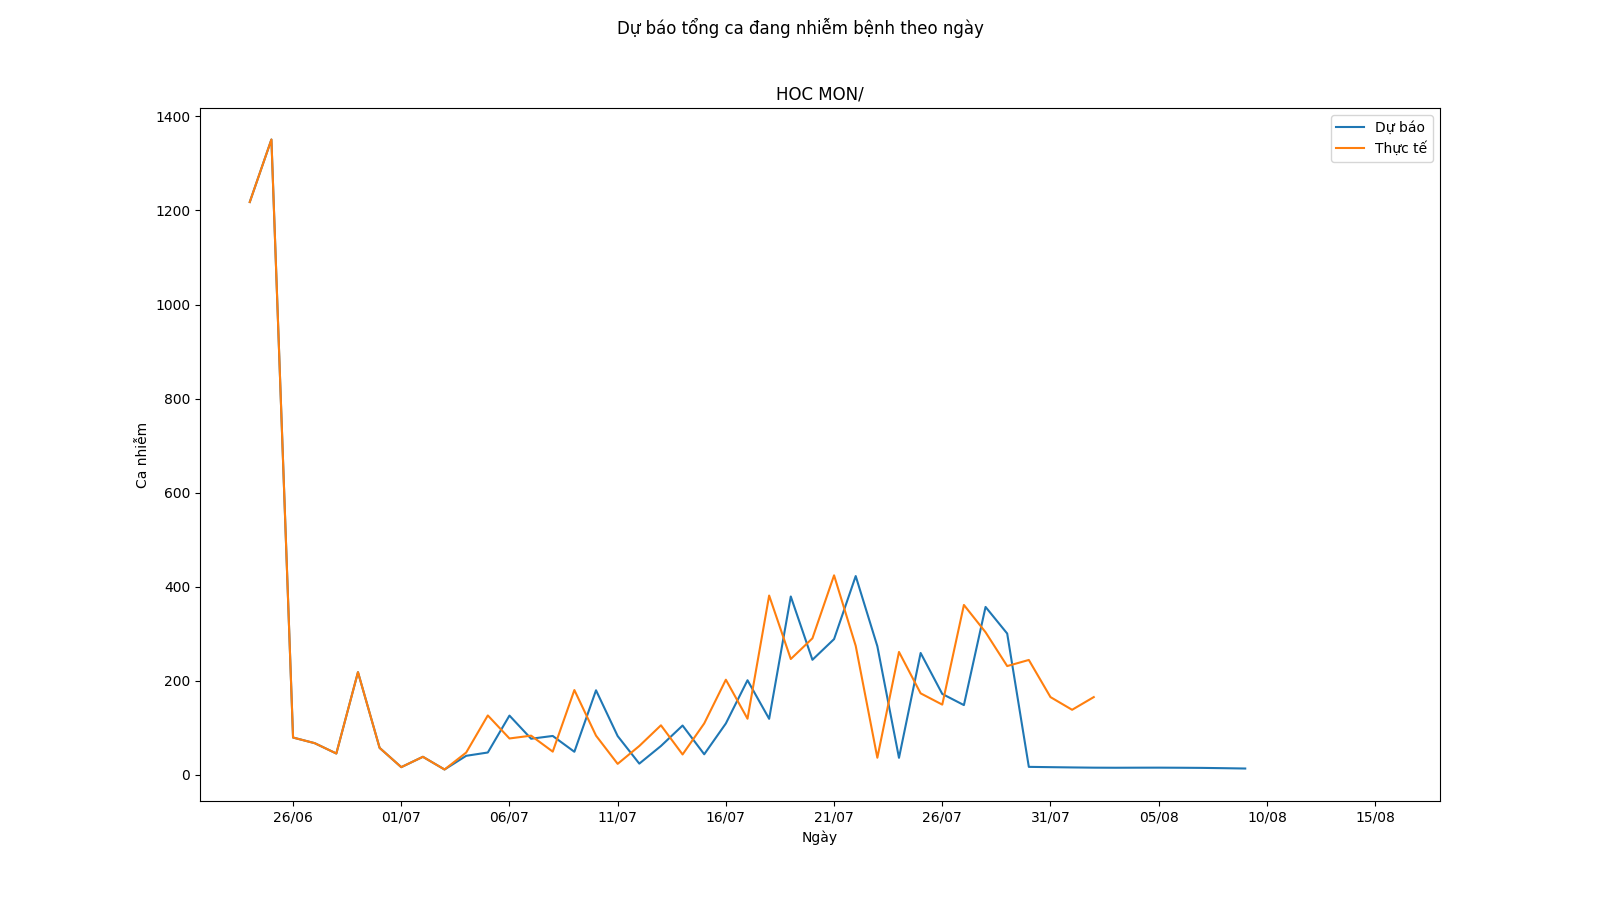 Dự báo tổng ca đang nhiễm bệnh theo ngày
HOC MON/
1400
1200
1000
800
600
400
200
0
Ca nhiễm
Dự báo
Thực tế
26/06 01/07 06/07 11/07 16/07 21/07 26/07 31/07 05/08 10/08 15/08
Ngày